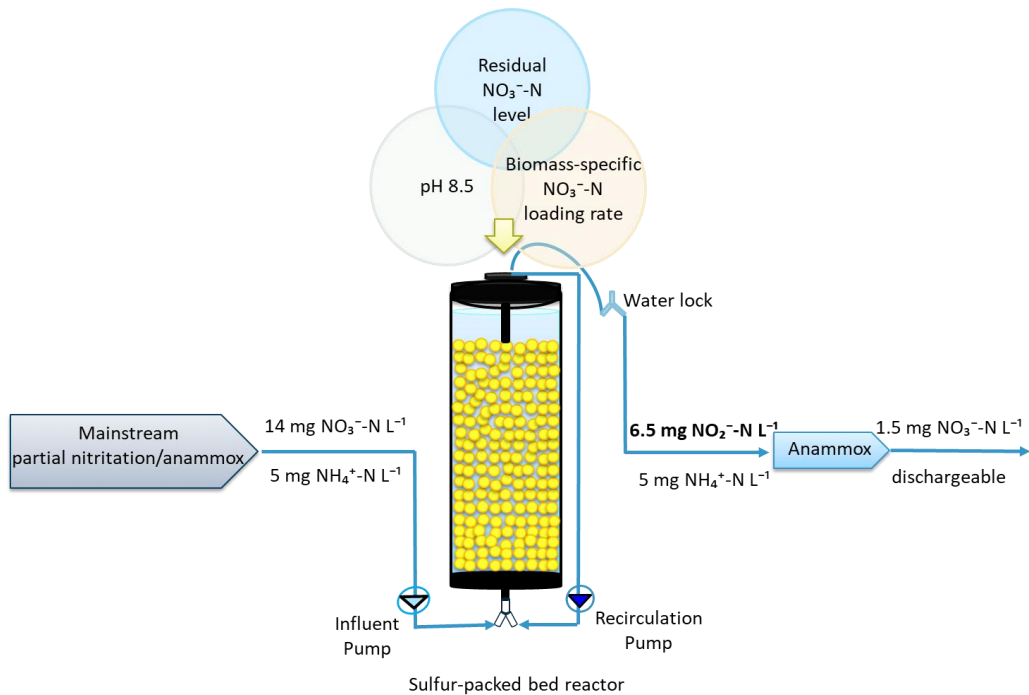 Residual
NO₃⁻-N
level
pH 8.5
Biomass-specific
NO₃⁻-N
loading rate
Water lock
Mainstream
partial nitritation/anammox
14 mg NO₃⁻-N L⁻¹
5 mg NH₄⁺-N L⁻¹
6.5 mg NO₂⁻-N L⁻¹
5 mg NH₄⁺-N L⁻¹
Anammox
1.5 mg NO₃⁻-N L⁻¹
dischargeable
Influent
Pump
Recirculation
Pump
Sulfur-packed bed reactor